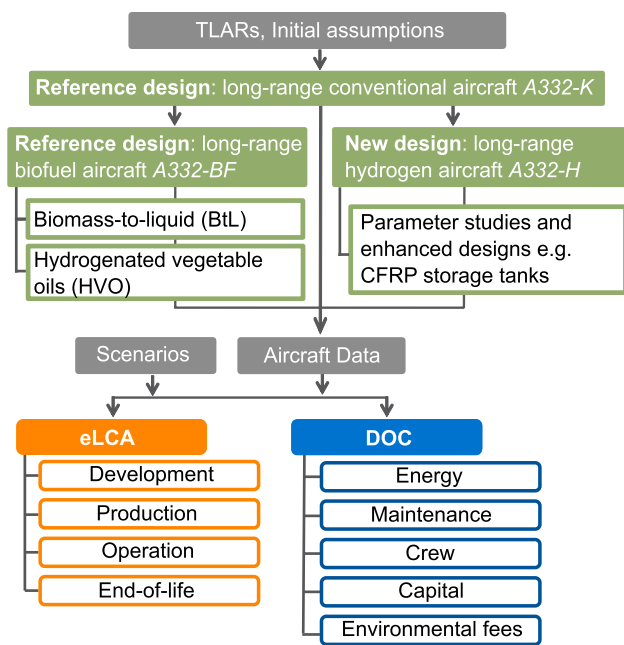 TLARs, Initial assumptions
Reference design: long-range conventional aircraft A332-K
Reference design: long-range
biofuel aircraft A332-BF
New design: long-range
hydrogen aircraft A332-H
Biomass-to-liquid (BtL)
Hydrogenated vegetable
oils (HVO)
Parameter studies and
enhanced designs e.g.
CFRP storage tanks
Scenarios
Aircraft Data
eLCA
Development
Production
Operation
End-of-life
DOC
Energy
Maintenance
Crew
Capital
Environmental fees